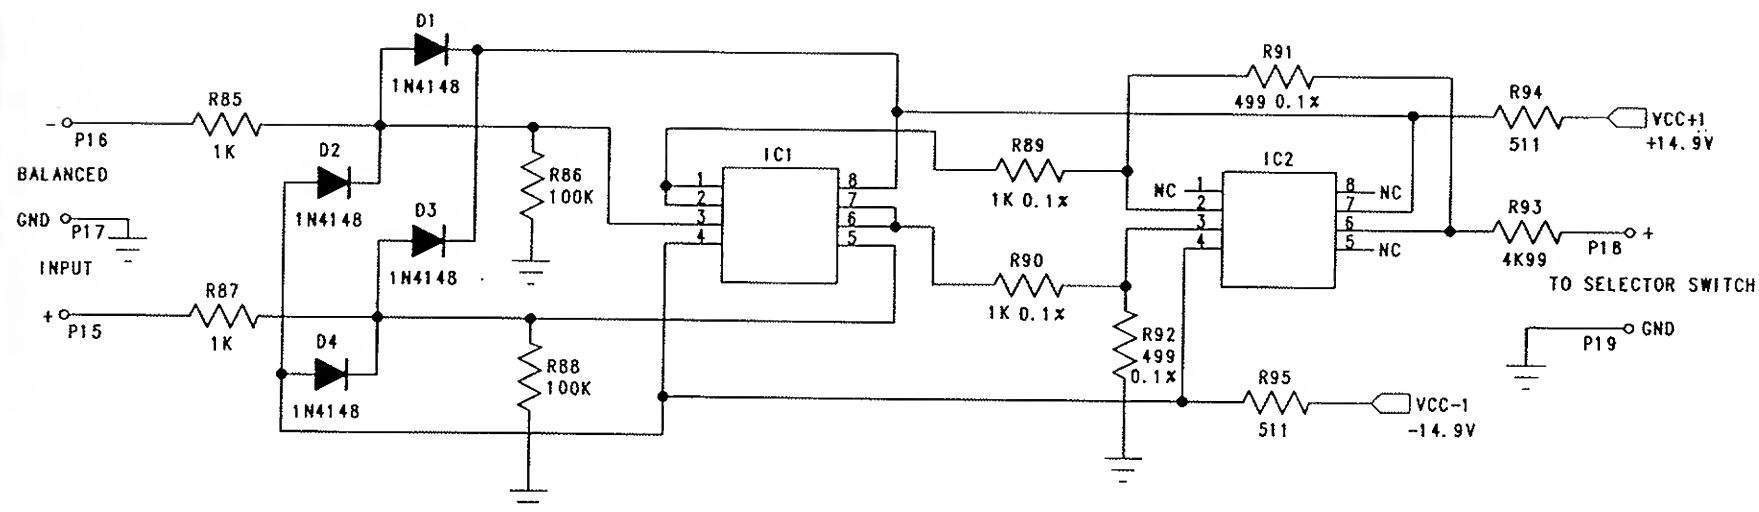 D1
1N4148
R91
499 0.1%
R85
1K
R94
511
VCC+1
+14.9V
-
P16
BALANCED
D2
1N4148
R86
100K
IC1
1
2
3
4
8
7
6
5
R89
1K 0.1%
IC2
NC
1
2
3
4
8
NC
7
6
5
NC
R93
4K99
P18
+
TO SELECTOR SWITCH
GND
P17
INPUT
D3
1N4148
R90
1K 0.1%
R87
1K
+
P15
D4
1N4148
R88
100K
R92
499
0.1%
GND
P19
R95
511
VCC-1
-14.9V